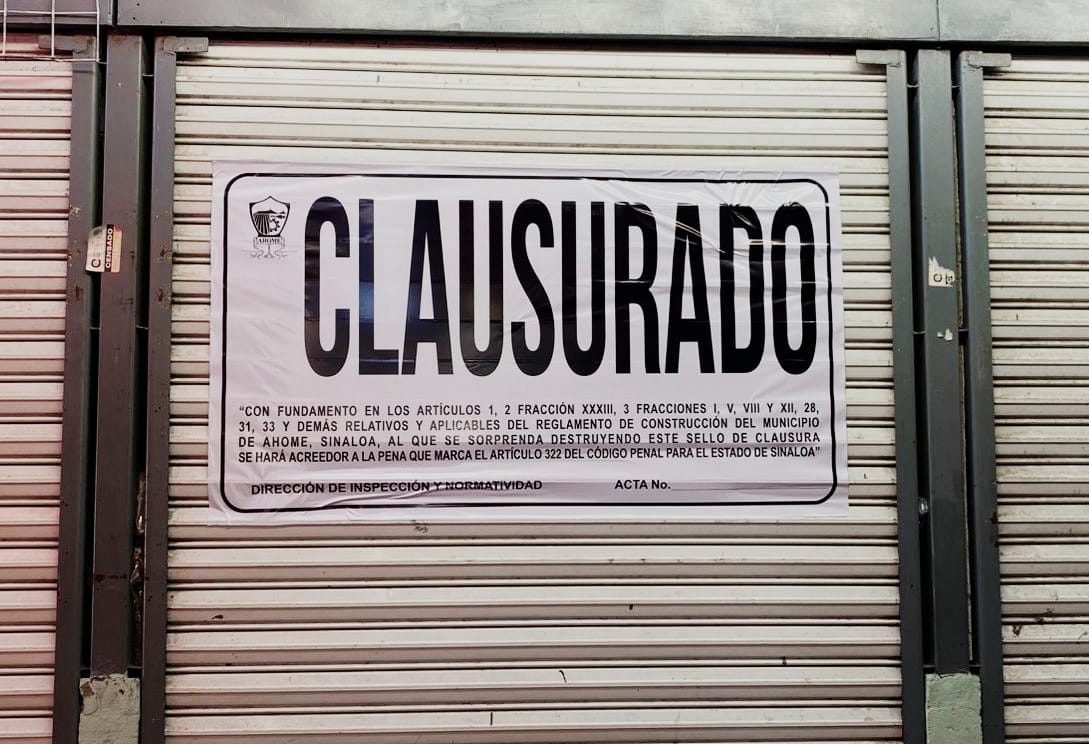 CLAUSURADO
AHOME
"CON FUNDAMENTO EN LOS ARTÍCULOS 1, 2 FRACCIÓN XXXIII, 3 FRACCIONES I, V, VIII Y XII, 28,
31, 33 Y DEMÁS RELATIVOS Y APLICABLES DEL REGLAMENTO DE CONSTRUCCIÓN DEL MUNICIPIO
DE AHOME, SINALOA, AL QUE SE SORPRENDA DESTRUYENDO ESTE SELLO DE CLAUSURA
SE HARÁ ACREEDOR A LA PENA QUE MARCA EL ARTÍCULO 322 DEL CÓDIGO PENAL PARA EL ESTADO DE SINALOA"
DIRECCIÓN DE INSPECCIÓN Y NORMATIVIDAD ACTA No.
CENSADO